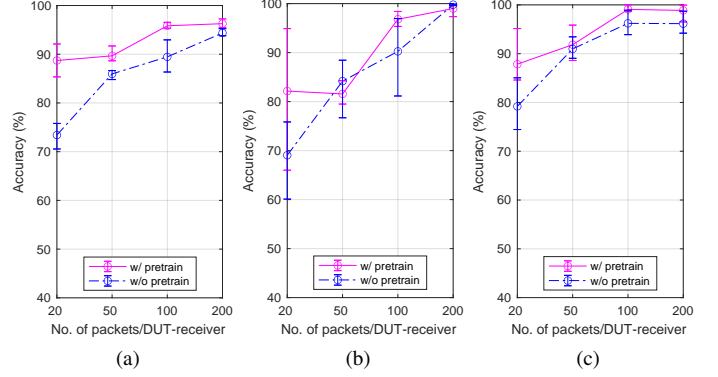 100
90
80
70
60
50
40
Accuracy (%)
w/ pretrain
w/o pretrain
20
50
100
200
No. of packets/DUT-receiver
(a)
100
90
80
70
60
50
40
Accuracy (%)
w/ pretrain
w/o pretrain
20
50
100
200
No. of packets/DUT-receiver
(b)
100
90
80
70
60
50
40
Accuracy (%)
w/ pretrain
w/o pretrain
20
50
100
200
No. of packets/DUT-receiver
(c)